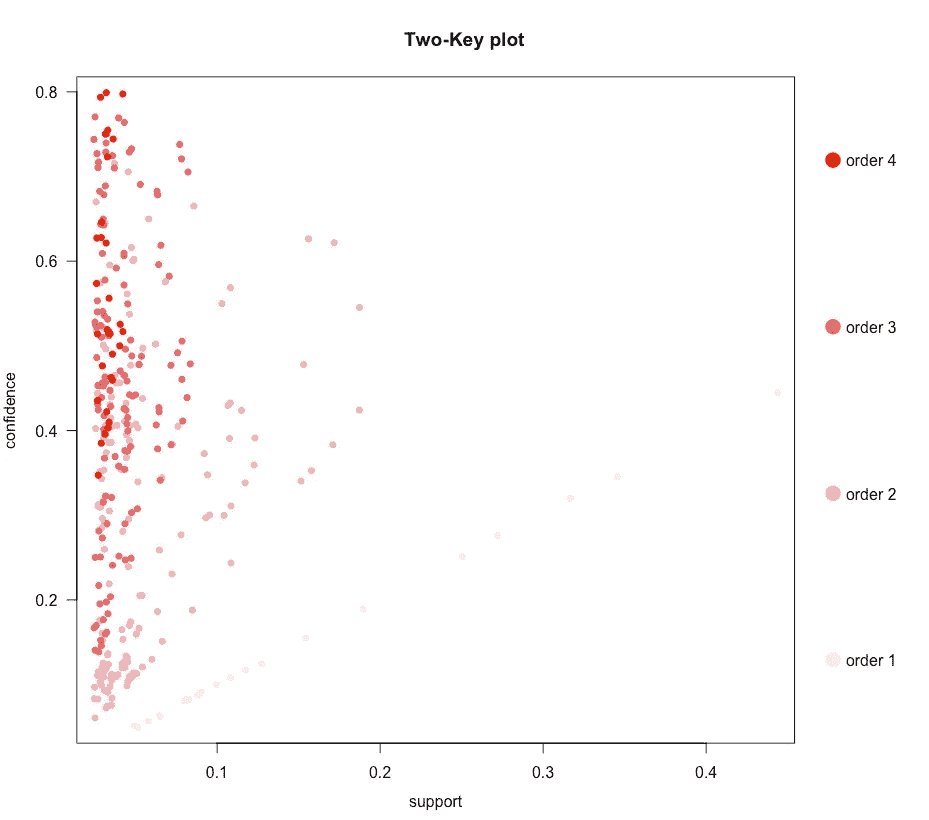 Two-Key plot
0.8
0.6
0.4
0.2
confidence
0.1
0.2
0.3
0.4
support
order 4
order 3
order 2
order 1